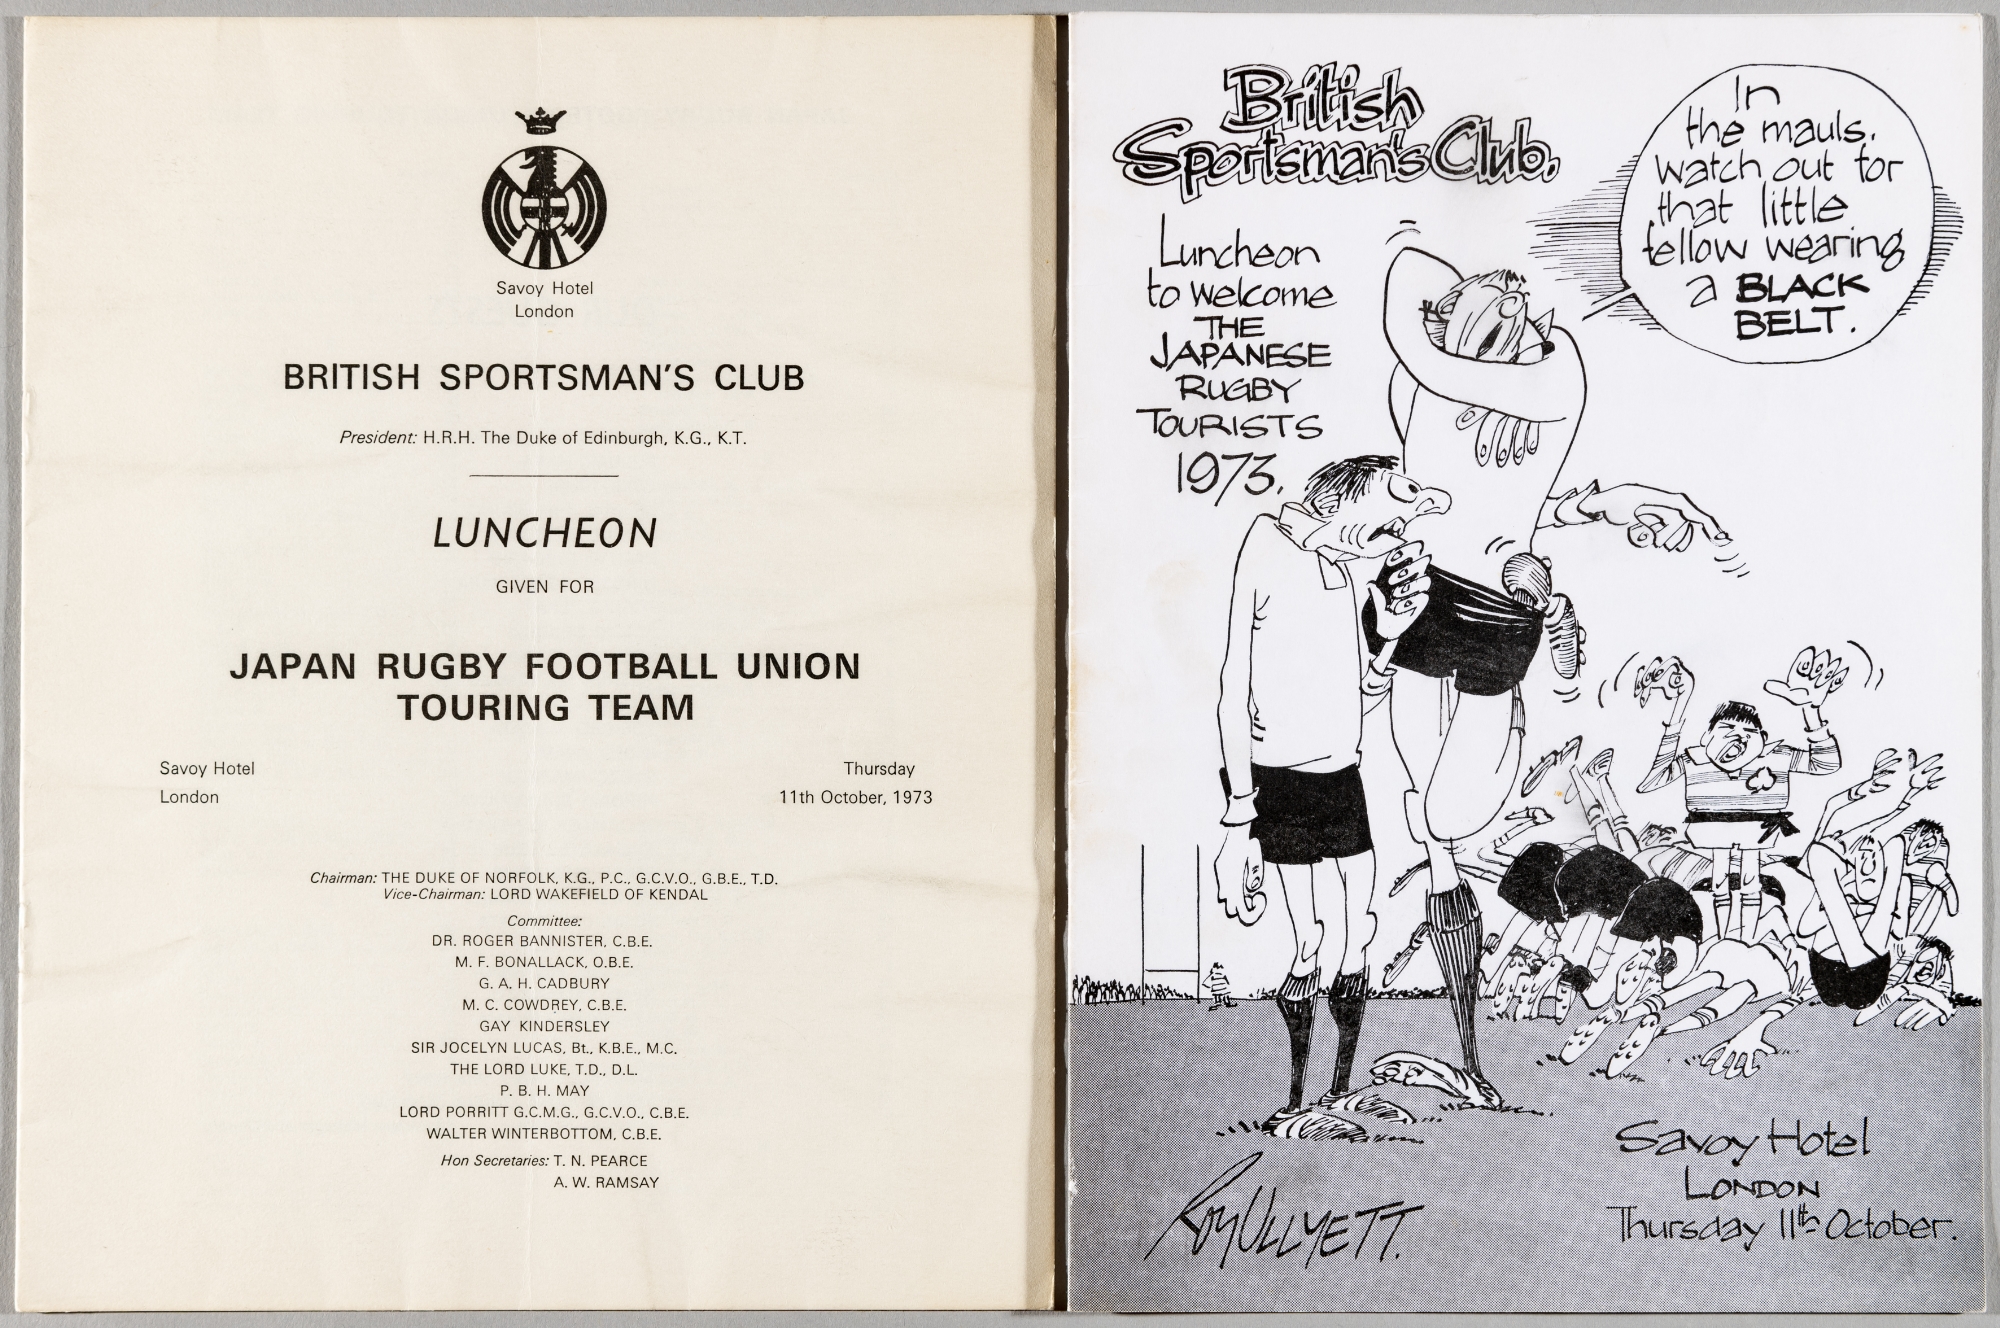 Savoy Hotel
London
BRITISH SPORTSMAN'S CLUB
President: H.R.H. The Duke of Edinburgh, K.G., K.T.
LUNCHEON
GIVEN FOR
JAPAN RUGBY FOOTBALL UNION
TOURING TEAM
Savoy Hotel
London
Thursday
11th October, 1973
Chairman: THE DUKE OF NORFOLK, K.G., P.C., G.C.V.O., G.B.E., T.D.
Vice-Chairman: LORD WAKEFIELD OF KENDAL
Committee:
DR. ROGER BANNISTER, C.B.E.
M. F. BONALLACK, O.B.E.
G. A. H. CADBURY
M. C. COWDREY, C.B.E.
GAY KINDERSLEY
SIR JOCELYN LUCAS, Bt., K.B.E., M.C.
THE LORD LUKE, T.D., D.L.
P. B. H. MAY
LORD PORRITT G.C.M.G., G.C.V.O., C.B.E.
WALTER WINTERBOTTOM, C.B.E.
Hon Secretaries: T. N. PEARCE
A. W. RAMSAY
British
Sportsman's Club.
Luncheon
to welcome
THE
JAPANESE
RUGBY
TOURISTS
1973.
In
the mauls.
watch out for
that little
fellow wearing
a BLACK
BELT.
Savoy Hotel
LONDON
Thursday 11th October.
ROY ULLYETT.